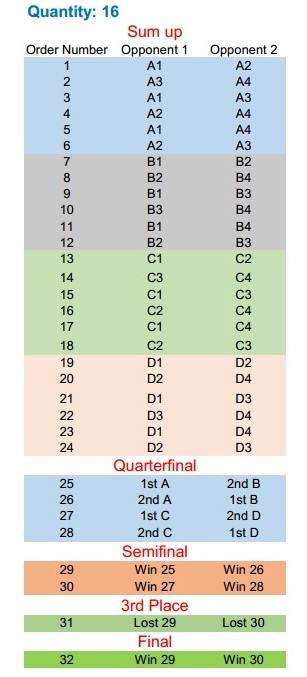 Quantity: 16
Sum up
Order Number Opponent 1 Opponent 2
1 A1 A2
2 A3 A4
3 A1 A3
4 A2 A4
5 A1 A4
6 A2 A3
7 B1 B2
8 B2 B4
9 B1 B3
10 B3 B4
11 B1 B4
12 B2 B3
13 C1 C2
14 C3 C4
15 C1 C3
16 C2 C4
17 C1 C4
18 C2 C3
19 D1 D2
20 D2 D4
21 D1 D3
22 D3 D4
23 D1 D4
24 D2 D3
Quarterfinal
25 1st A 2nd B
26 2nd A 1st B
27 1st C 2nd D
28 2nd C 1st D
Semifinal
29 Win 25 Win 26
30 Win 27 Win 28
3rd Place
31 Lost 29 Lost 30
Final
32 Win 29 Win 30